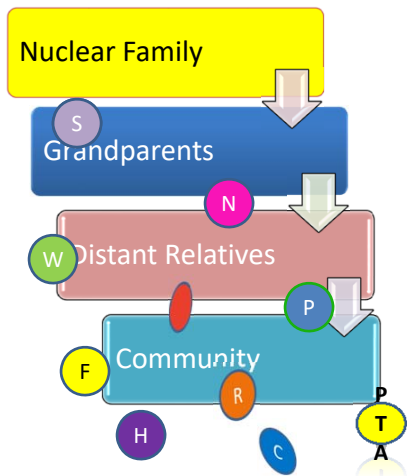 Nuclear Family
S
Grandparents
N
W
Distant Relatives
P
F
Community
R
P
T
A
H
C